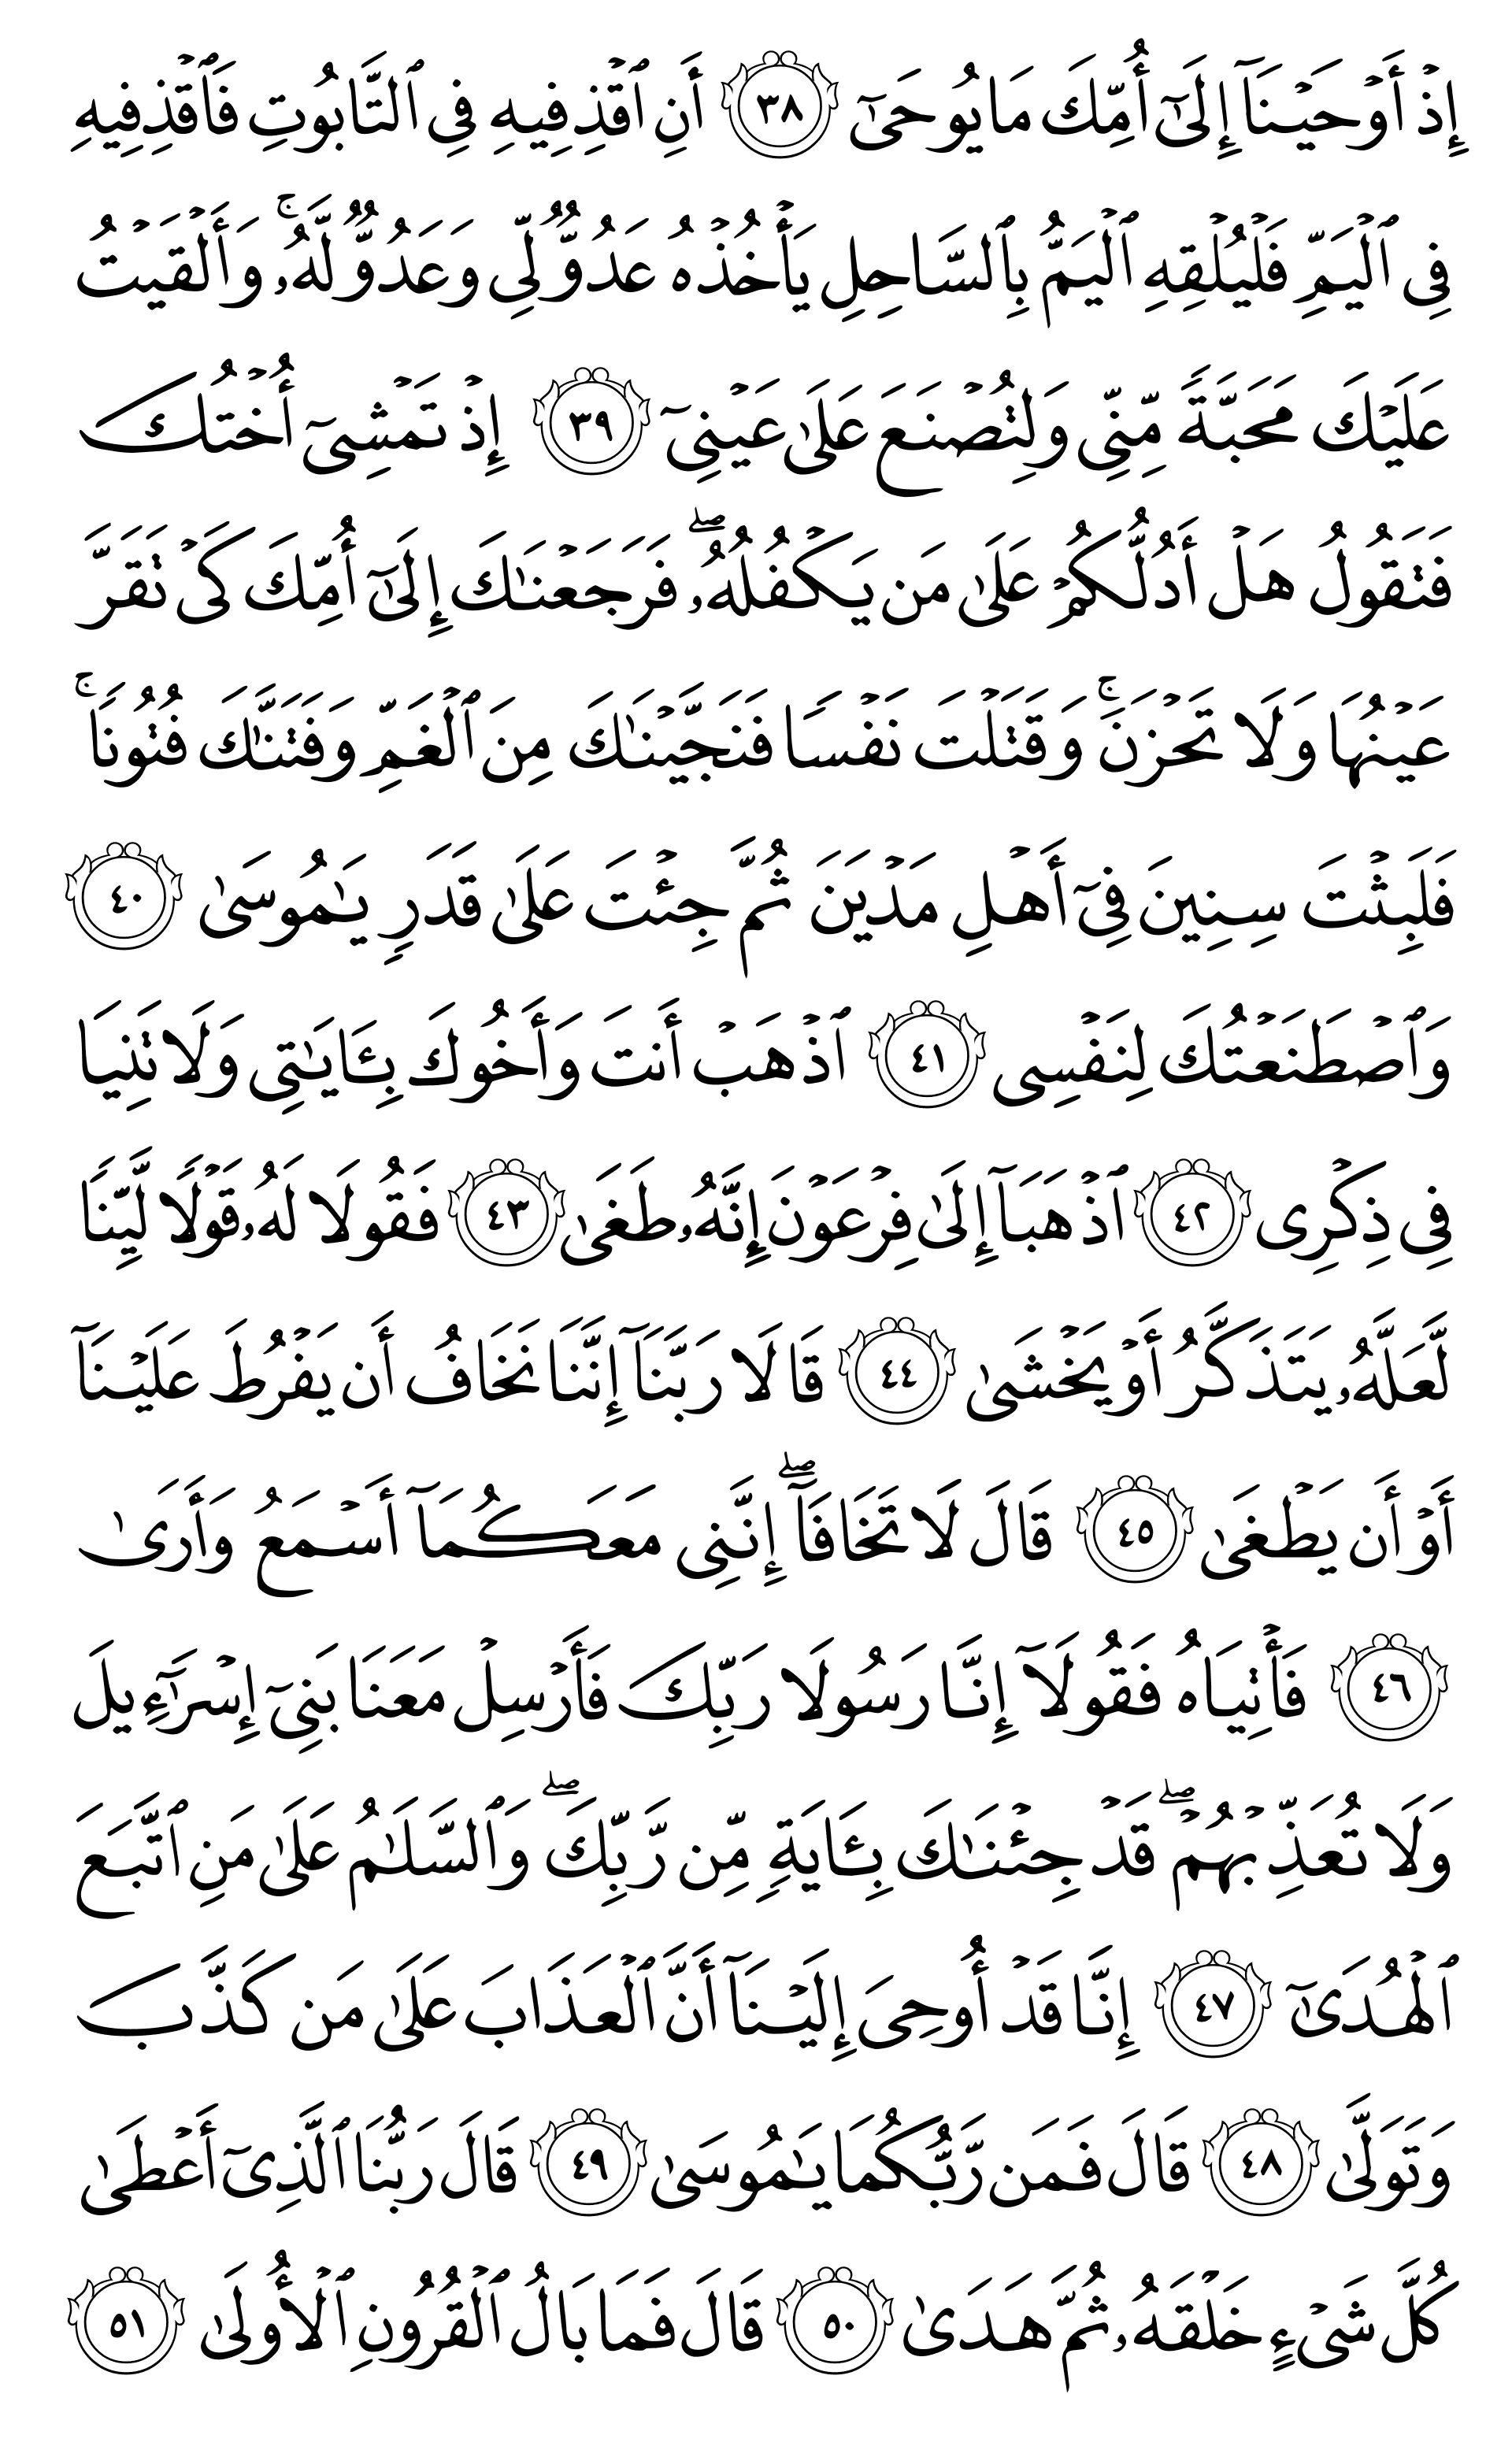 إِذْ أَوْحَيْنَآ إِلَىٰٓ أُمِّكَ مَا يُوحَىٰٓ ٣٨ أَنِ ٱقْذِفِيهِ فِى ٱلتَّابُوتِ فَٱقْذِفِيهِ
فِى ٱلْيَمِّ فَلْيُلْقِهِ ٱلْيَمُّ بِٱلسَّاحِلِ يَأْخُذْهُ عَدُوٌّ لِّى وَعَدُوٌّ لَّهُۥ ۚ وَأَلْقَيْتُ
عَلَيْكَ مَحَبَّةً مِّنِّى وَلِتُصْنَعَ عَلَىٰ عَيْنِىٓ ٣٩ إِذْ تَمْشِىٓ أُخْتُكَ
فَتَقُولُ هَلْ أَدُلُّكُمْ عَلَىٰ مَن يَكْفُلُهُۥ ۖ فَرَجَعْنَٰكَ إِلَىٰٓ أُمِّكَ كَىْ تَقَرَّ
عَيْنُهَا وَلَا تَحْزَنَ ۚ وَقَتَلْتَ نَفْسًا فَنَجَّيْنَٰكَ مِنَ ٱلْغَمِّ وَفَتَنَّٰكَ فُتُونًا ۚ
فَلَبِثْتَ سِنِينَ فِىٓ أَهْلِ مَدْيَنَ ثُمَّ جِئْتَ عَلَىٰ قَدَرٍ يَٰمُوسَىٰ ٤٠
وَٱصْطَنَعْتُكَ لِنَفْسِى ٤١ ٱذْهَبْ أَنتَ وَأَخُوكَ بِـَٔايَٰتِى وَلَا تَنِيَا
فِى ذِكْرِى ٤٢ ٱذْهَبَآ إِلَىٰ فِرْعَوْنَ إِنَّهُۥ طَغَىٰ ٤٣ فَقُولَا لَهُۥ قَوْلًا لَّيِّنًا
لَّعَلَّهُۥ يَتَذَكَّرُ أَوْ يَخْشَىٰ ٤٤ قَالَا رَبَّنَآ إِنَّنَا نَخَافُ أَن يَفْرُطَ عَلَيْنَآ
أَوْ أَن يَطْغَىٰ ٤٥ قَالَ لَا تَخَافَآ ۖ إِنَّنِى مَعَكُمَآ أَسْمَعُ وَأَرَىٰ
٤٦ فَأْتِيَاهُ فَقُولَآ إِنَّا رَسُولَا رَبِّكَ فَأَرْسِلْ مَعَنَا بَنِىٓ إِسْرَٰٓءِيلَ
وَلَا تُعَذِّبْهُمْ ۖ قَدْ جِئْنَٰكَ بِـَٔايَةٍ مِّن رَّبِّكَ ۖ وَٱلسَّلَٰمُ عَلَىٰ مَنِ ٱتَّبَعَ
ٱلْهُدَىٰٓ ٤٧ إِنَّا قَدْ أُوحِىَ إِلَيْنَآ أَنَّ ٱلْعَذَابَ عَلَىٰ مَن كَذَّبَ
وَتَوَلَّىٰ ٤٨ قَالَ فَمَن رَّبُّكُمَا يَٰمُوسَىٰ ٤٩ قَالَ رَبُّنَا ٱلَّذِىٓ أَعْطَىٰ
كُلَّ شَىْءٍ خَلْقَهُۥ ثُمَّ هَدَىٰ ٥٠ قَالَ فَمَا بَالُ ٱلْقُرُونِ ٱلْأُولَىٰ ٥١